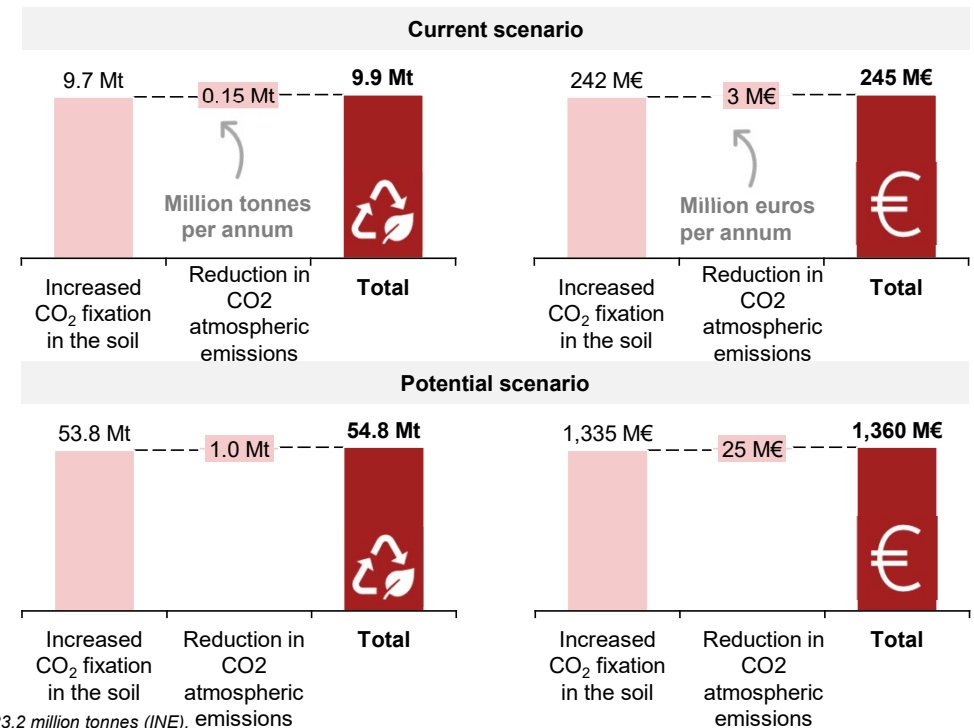 Current scenario
9.7 Mt
0.15 Mt
9.9 Mt
Million tonnes
per annum
Increased
CO₂ fixation
in the soil
Reduction in
CO2
atmospheric
emissions
Total
242 M€
3 M€
245 M€
Million euros
per annum
€
Increased
CO₂ fixation
in the soil
Reduction in
CO2
atmospheric
emissions
Total
Potential scenario
53.8 Mt
1.0 Mt
54.8 Mt
Increased
CO₂ fixation
in the soil
Reduction in
CO2
atmospheric
emissions
Total
1,335 M€
25 M€
1,360 M€
€
Increased
CO₂ fixation
in the soil
Reduction in
CO2
atmospheric
emissions
Total
3.2 million tonnes (INE).